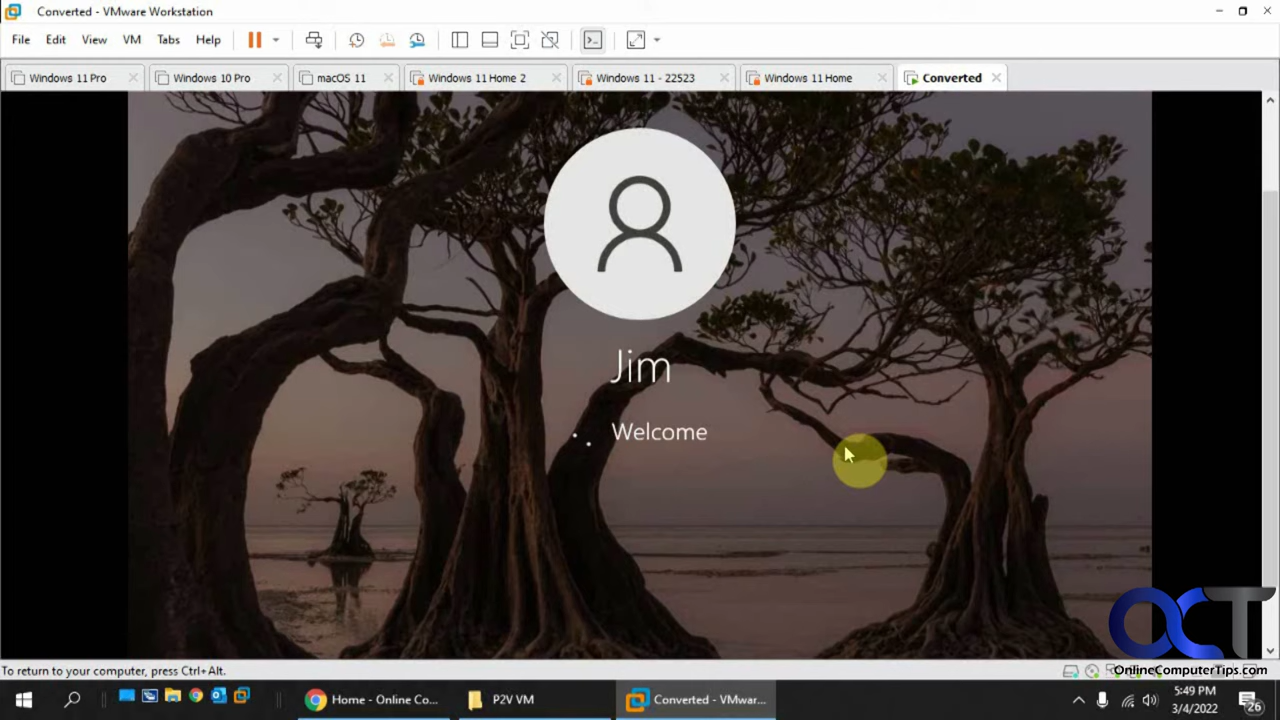 Converted - VMware Workstation
File Edit View VM Tabs Help
Windows 11 Pro Windows 10 Pro macOS 11 Windows 11 Home 2 Windows 11 - 22523 Windows 11 Home Converted
Jim
Welcome
OCT
OnlineComputerTips.com
To return to your computer, press Ctrl+Alt.
Home - Online Co... P2V VM Converted - VMwar...
5:49 PM
3/4/2022
26